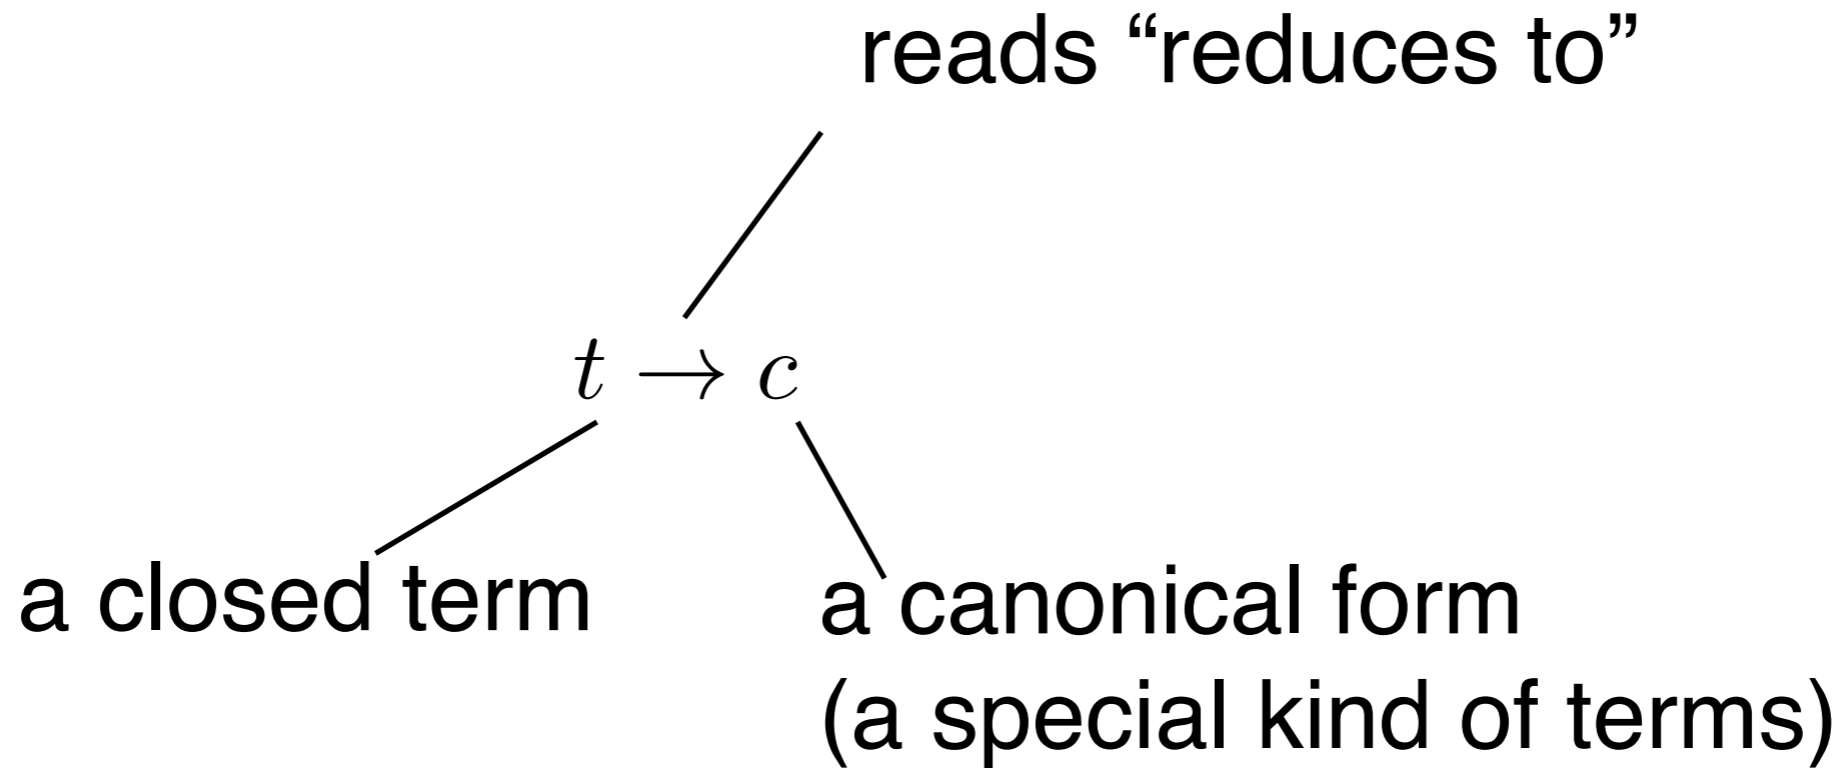 reads “reduces to”
t → c
a closed term
a canonical form
(a special kind of terms)